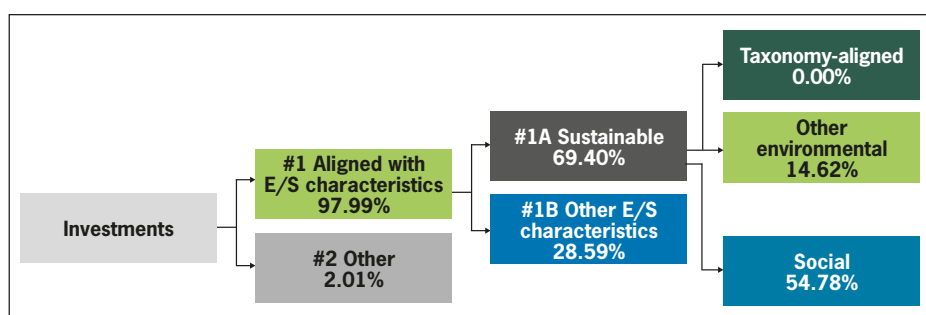 Investments
#1 Aligned with
E/S characteristics
97.99%
#2 Other
2.01%
#1A Sustainable
69.40%
#1B Other E/S
characteristics
28.59%
Taxonomy-aligned
0.00%
Other
environmental
14.62%
Social
54.78%